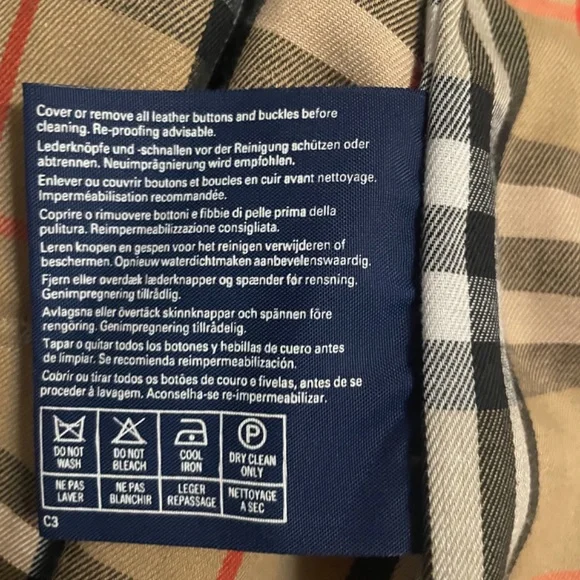 Cover or remove all leather buttons and buckles before
cleaning. Re-proofing advisable.
Lederknöpfe und -schnallen vor der Reinigung schützen oder
abtrennen. Neuimprägnierung wird empfohlen.
Enlever ou couvrir boutons et boucles en cuir avant nettoyage.
Imperméabilisation recommandée.
Coprire o rimuovere bottoni e fibbie di pelle prima della
pulitura. Reimpermeabilizzazione consigliata.
Leren knopen en gespen voor het reinigen verwijderen of
beschermen. Opnieuw waterdichtmaken aanbevelenswaardig.
Fjern eller overdæk læderknapper og spænder før rensning.
Genimpregnering tillrådlig.
Avlagsna eller övertäck skinnknappar och spännen före
rengöring. Genimpregnering tillrådelig.
Tapar o quitar todos los botones y hebillas de cuero antes
de limpiar. Se recomienda reimpermeabilización.
Cobrir ou tirar todos os botões de couro e fivelas, antes de se
proceder à lavagem. Aconselha-se re-impermeabilizar.
P
DO NOT WASH
DO NOT BLEACH
COOL IRON
DRY CLEAN ONLY
NE PAS LAVER
NE PAS BLANCHIR
LEGER REPASSAGE
NETTOYAGE A SEC
C3